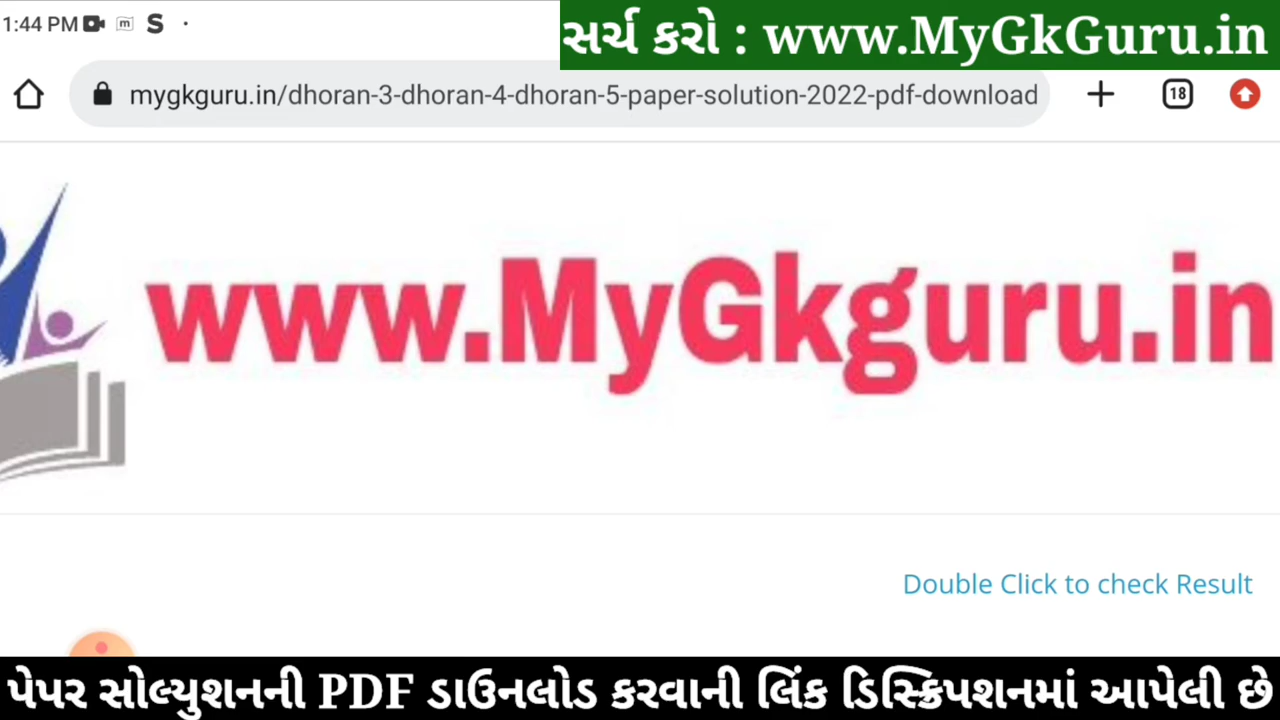 1:44 PM m S
સર્ચ કરો : www.MyGkGuru.in
mygkguru.in/dhoran-3-dhoran-4-dhoran-5-paper-solution-2022-pdf-download
18
www.MyGkguru.in
Double Click to check Result
પેપર સોલ્યુશનની PDF ડાઉનલોડ કરવાની લિંક ડિસ્ક્રિપશનમાં આપેલી છે